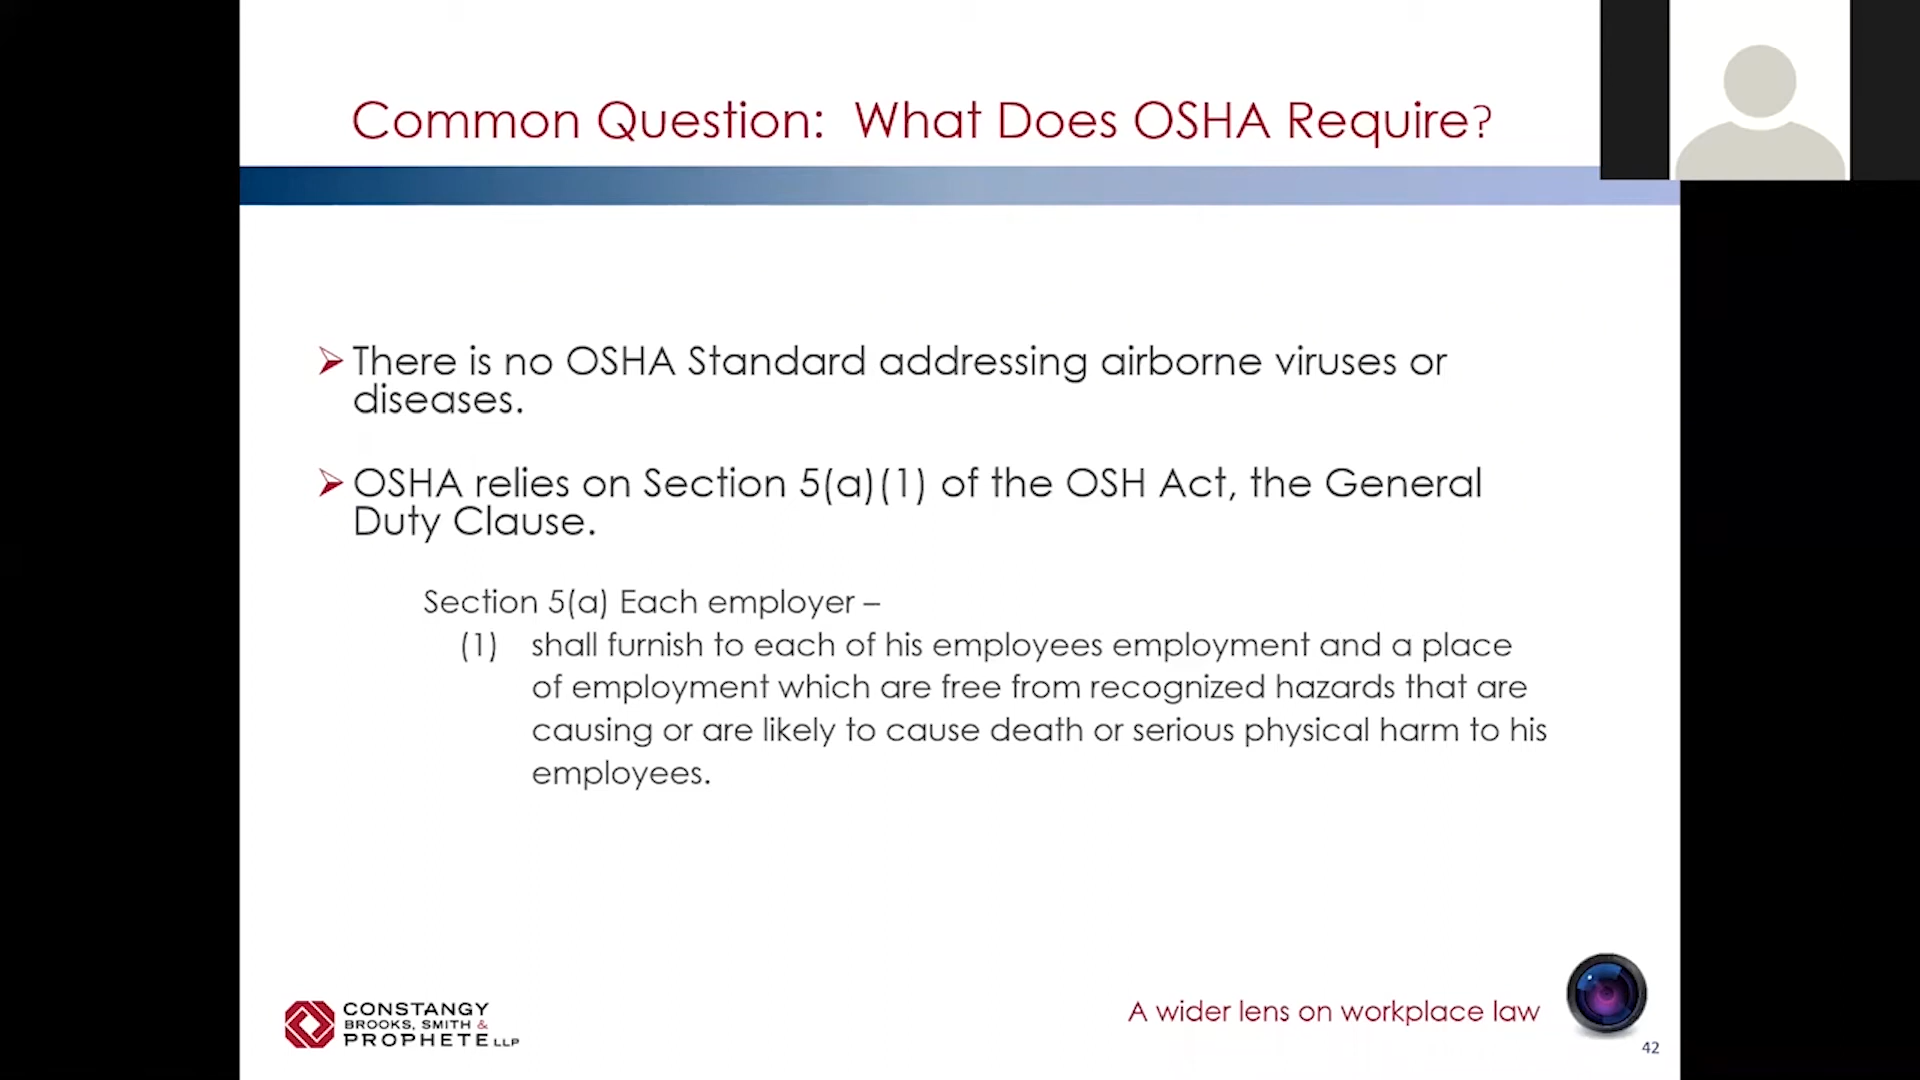 Common Question:  What Does OSHA Require?
➢ There is no OSHA Standard addressing airborne viruses or
diseases.
➢ OSHA relies on Section 5(a)(1) of the OSH Act, the General
Duty Clause.
Section 5(a) Each employer –
(1) shall furnish to each of his employees employment and a place
of employment which are free from recognized hazards that are
causing or are likely to cause death or serious physical harm to his
employees.
CONSTANGY
BROOKS, SMITH &
PROPHETE LLP
A wider lens on workplace law
42